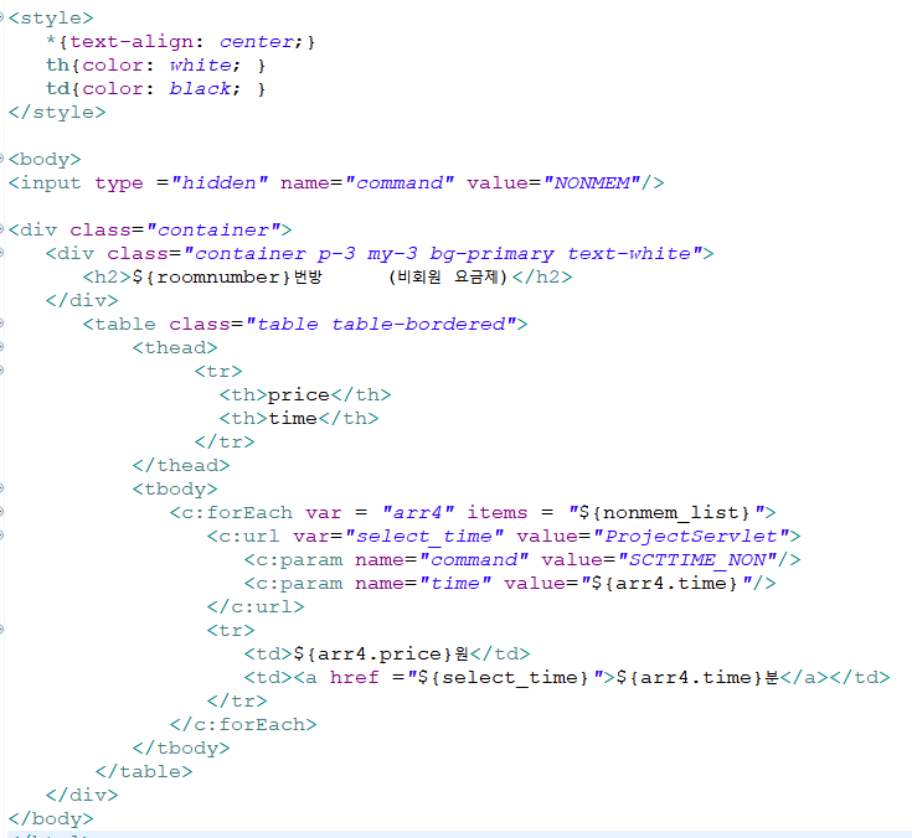 <style>
*{text-align: center;}
th{color: white; }
td{color: black; }
</style>
<body>
<input type ="hidden" name="command" value="NONMEM"/>
<div class="container">
<div class="container p-3 my-3 bg-primary text-white">
<h2>${roomnumber}번방 (비회원 요금제)</h2>
</div>
<table class="table table-bordered">
<thead>
<tr>
<th>price</th>
<th>time</th>
</tr>
</thead>
<tbody>
<c:forEach var = "arr4" items = "${nonmem_list}">
<c:url var="select_time" value="ProjectServlet">
<c:param name="command" value="SCTTIME_NON"/>
<c:param name="time" value="${arr4.time}"/>
</c:url>
<tr>
<td>${arr4.price}원</td>
<td><a href ="${select_time}">${arr4.time}분</a></td>
</tr>
</c:forEach>
</tbody>
</table>
</div>
</body>